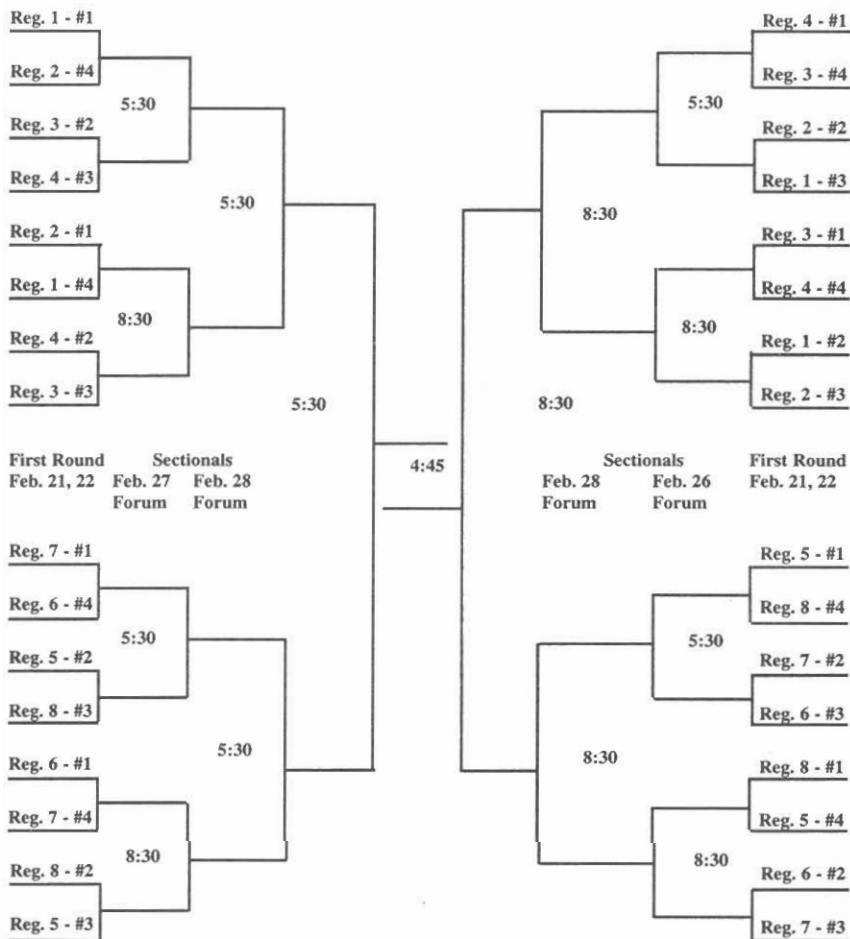 Reg. 1 - #1
Reg. 2 - #4
5:30
Reg. 3 - #2
Reg. 4 - #3
5:30
Reg. 2 - #1
Reg. 1 - #4
8:30
Reg. 4 - #2
Reg. 3 - #3
5:30
Reg. 4 - #1
Reg. 3 - #4
5:30
Reg. 2 - #2
Reg. 1 - #3
8:30
Reg. 3 - #1
Reg. 4 - #4
8:30
Reg. 1 - #2
Reg. 2 - #3
8:30
4:45
First Round Sectionals
Feb. 21, 22 Feb. 27 Feb. 28
Forum Forum
Sectionals First Round
Feb. 28 Feb. 26 Feb. 21, 22
Forum Forum
Reg. 7 - #1
Reg. 6 - #4
5:30
Reg. 5 - #2
Reg. 8 - #3
5:30
Reg. 6 - #1
Reg. 7 - #4
8:30
Reg. 8 - #2
Reg. 5 - #3
Reg. 5 - #1
Reg. 8 - #4
5:30
Reg. 7 - #2
Reg. 6 - #3
8:30
Reg. 8 - #1
Reg. 5 - #4
8:30
Reg. 6 - #2
Reg. 7 - #3